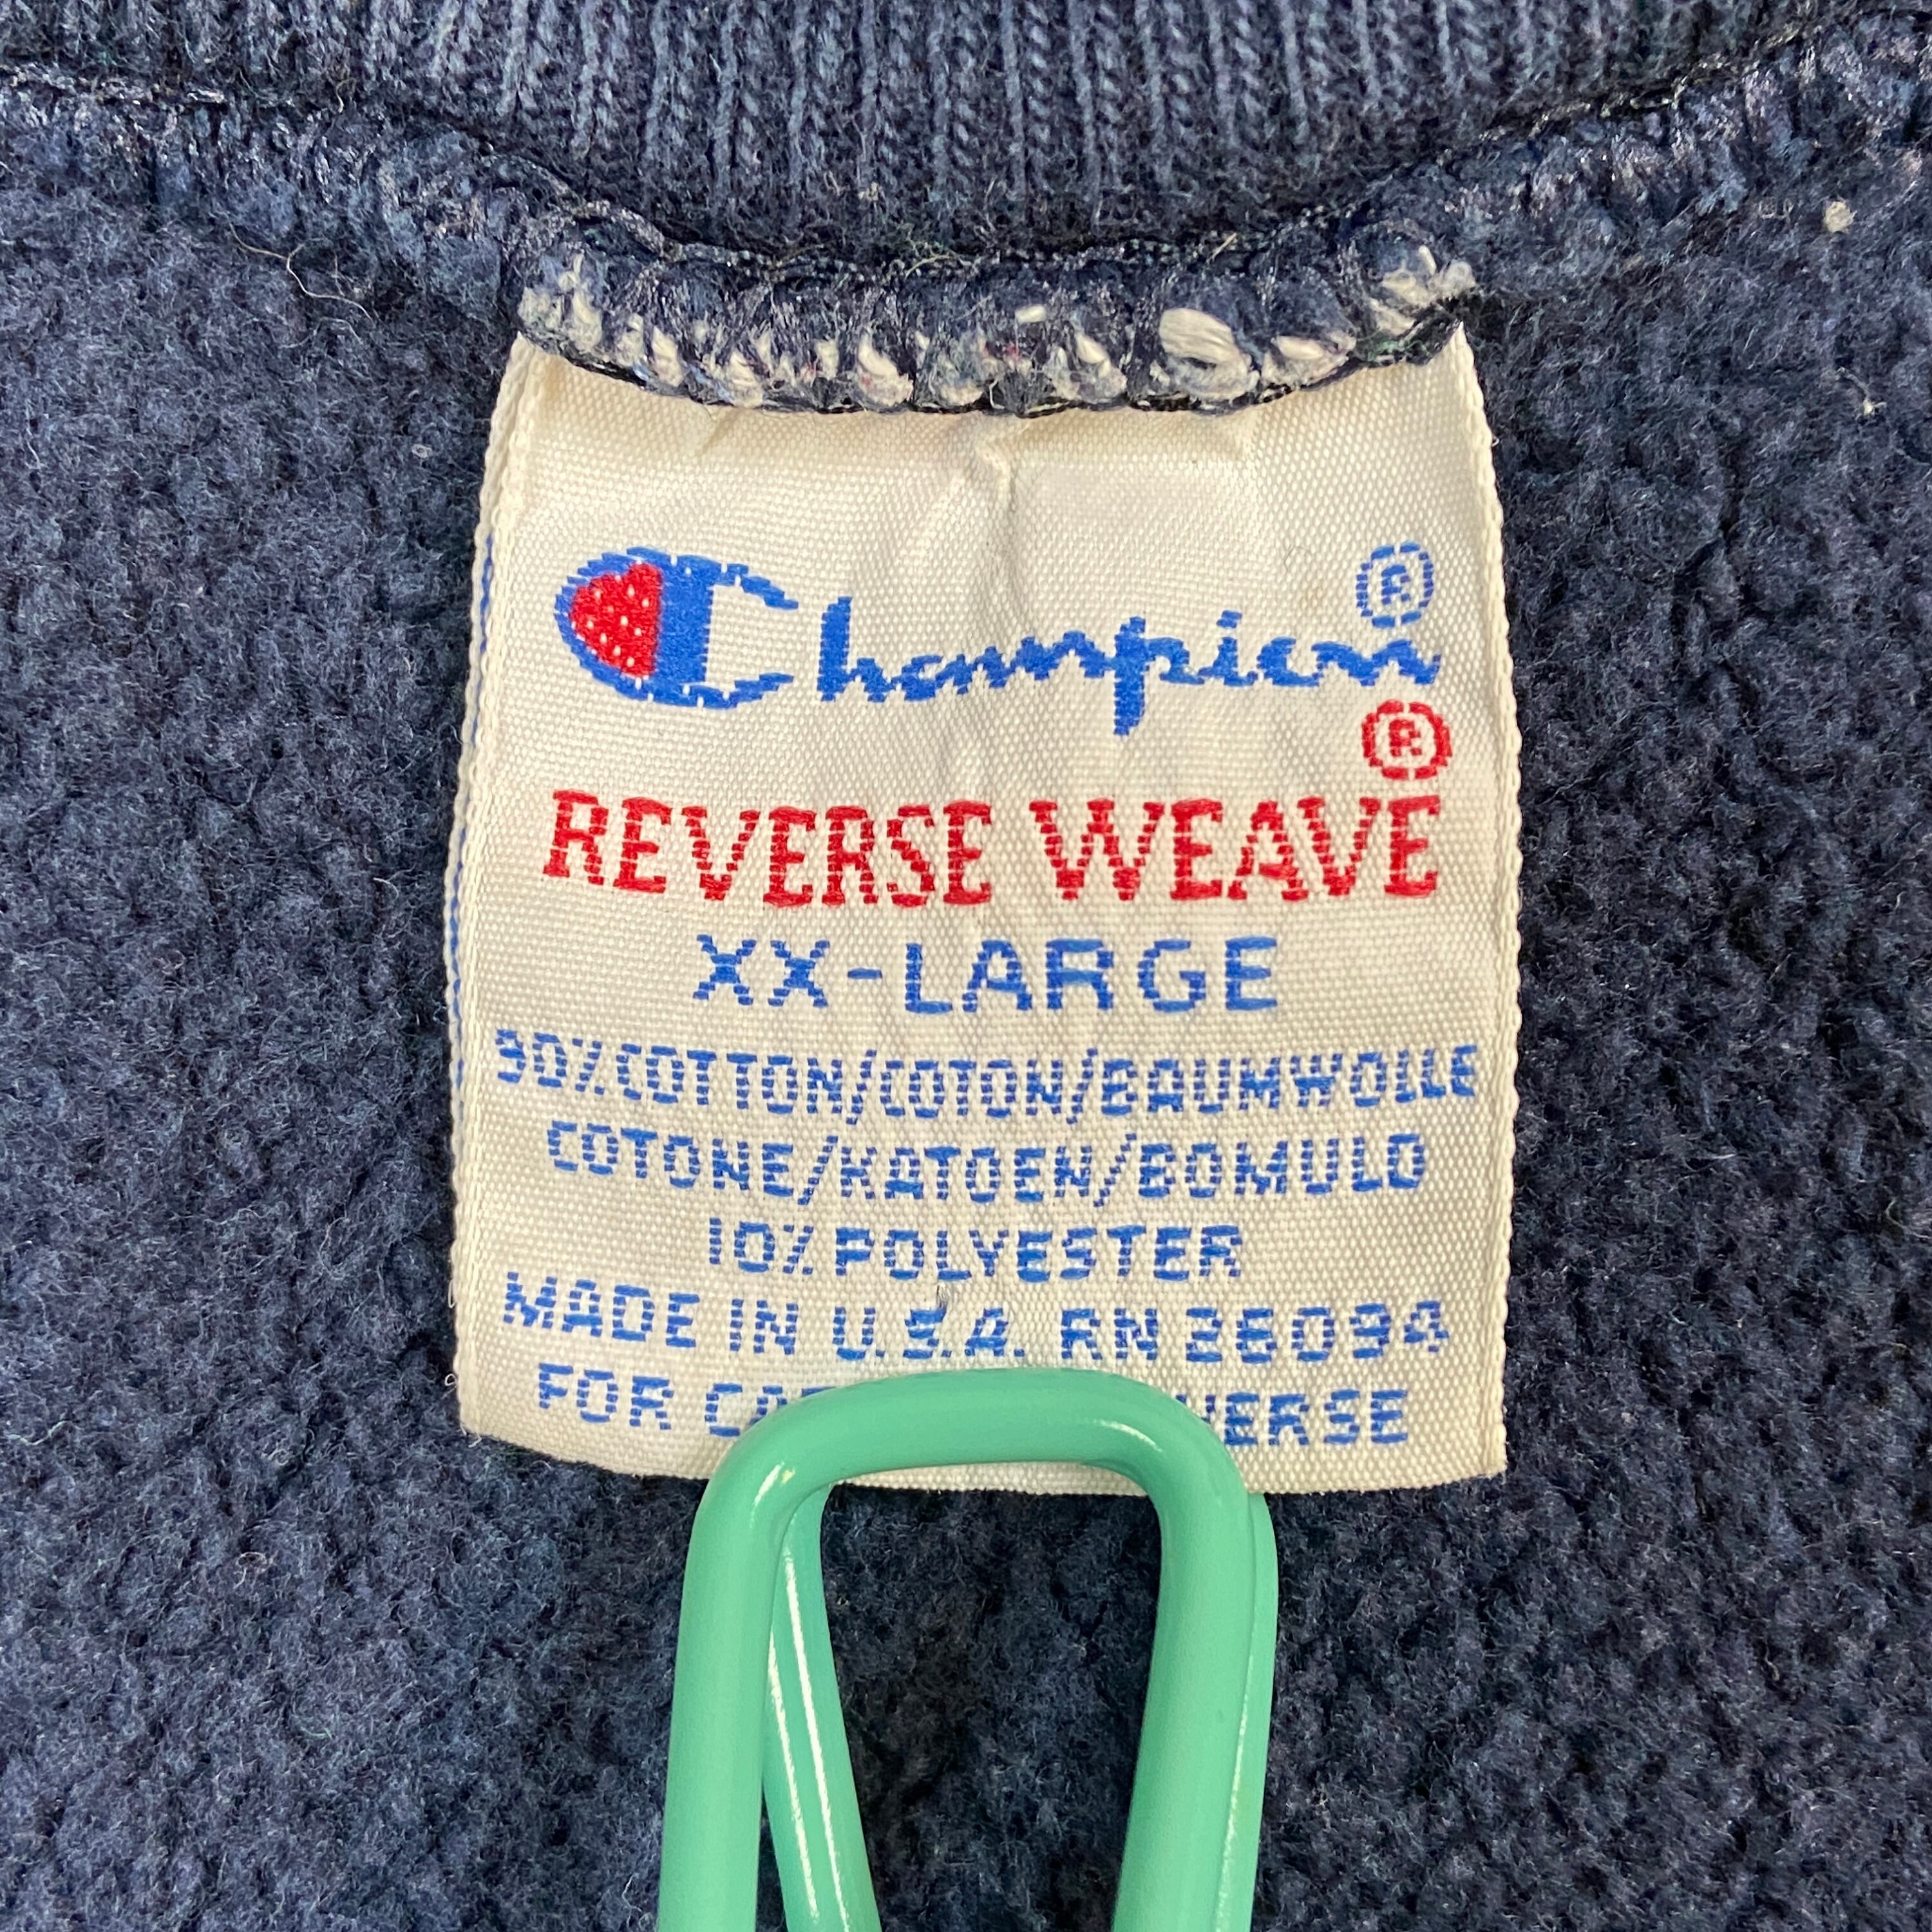 Champion®
®
REVERSE WEAVE
XX-LARGE
90%COTTON/COTON/BAUMWOLLE
COTONE/KATOEN/BOMULD
10%POLYESTER
MADE IN U.S.A. RN 26094
FOR